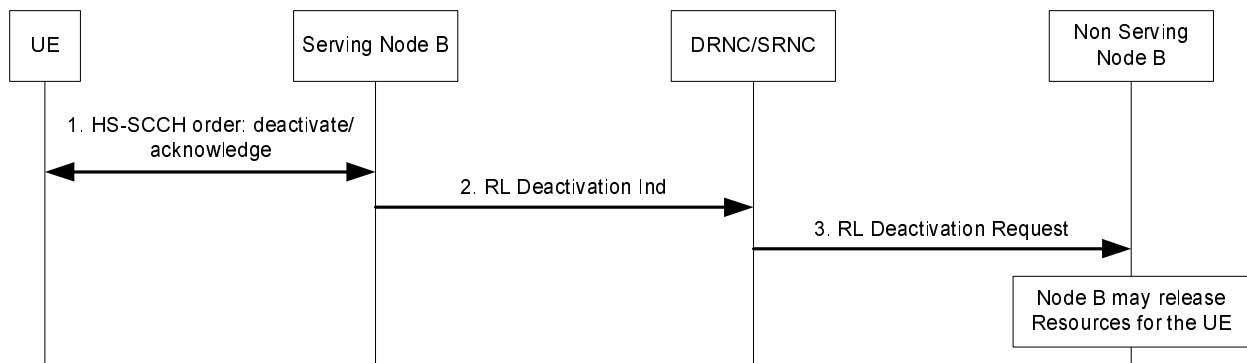 UE
Serving Node B
DRNC/SRNC
Non Serving
Node B
1. HS-SCCH order: deactivate/
acknowledge
2. RL Deactivation Ind
3. RL Deactivation Request
Node B may release
Resources for the UE